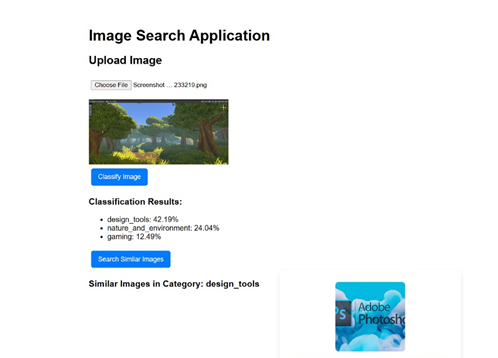 Image Search Application
Upload Image
Choose File Screenshot ... 233219.png
Classify Image
Classification Results:
design_tools: 42.19%
nature_and_environment: 24.04%
gaming: 12.49%
Search Similar Images
Similar Images in Category: design_tools
Adobe
PS Photosho